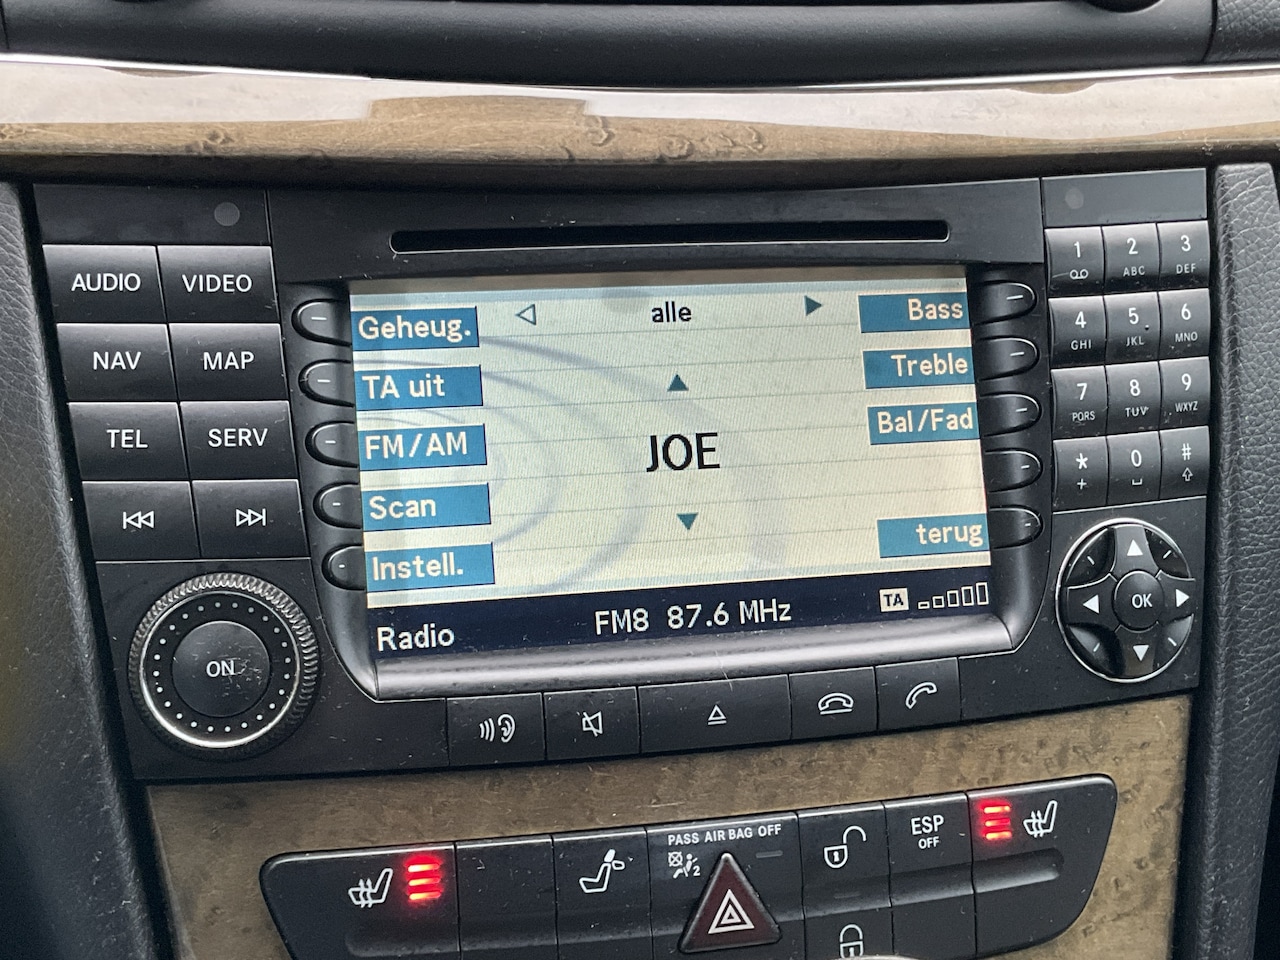 AUDIO VIDEO
NAV MAP
TEL SERV
ON
Geheug.
TA uit
FM/AM
Scan
Instell.
alle
JOE
Bass
Treble
Bal/Fad
terug
Radio FM8 87.6 MHz TA
1 2 ABC 3 DEF
4 GHI 5 JKL 6 MNO
7 PQRS 8 TUV 9 WXYZ
* + 0 #
OK
PASS AIR BAG OFF
2
ESP
OFF